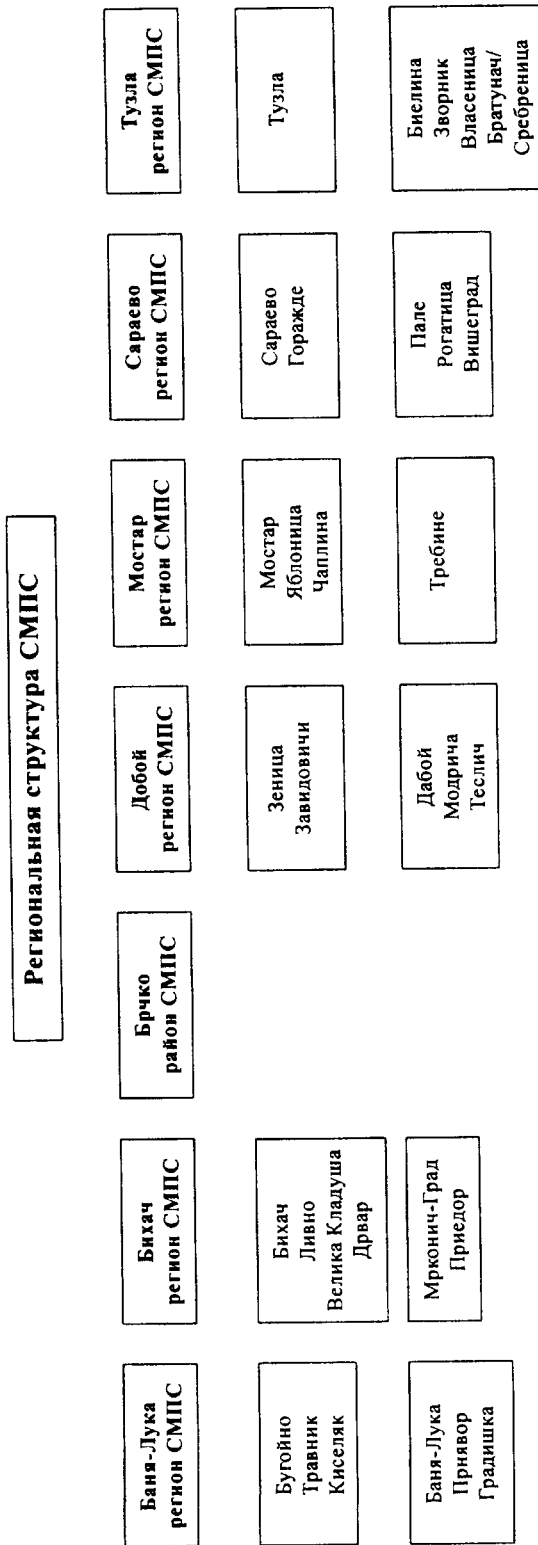 Региональная структура СМПС
Баня-Лука
регион СМПС
Бихач
регион СМПС
Брчко
район СМПС
Добой
регион СМПС
Мостар
регион СМПС
Сараево
регион СМПС
Тузла
регион СМПС
Бугойно
Травник
Киселяк
Бихач
Ливно
Велика Кладуша
Дрвар
Зеница
Завидовичи
Мостар
Яблоница
Чаплина
Сараево
Горажде
Тузла
Баня-Лука
Прнявор
Градишка
Мрконич-Град
Приедор
Дабой
Модрича
Теслич
Требине
Пале
Рогатица
Вишеград
Биелина
Зворник
Власеница
Братунач/
Сребреница